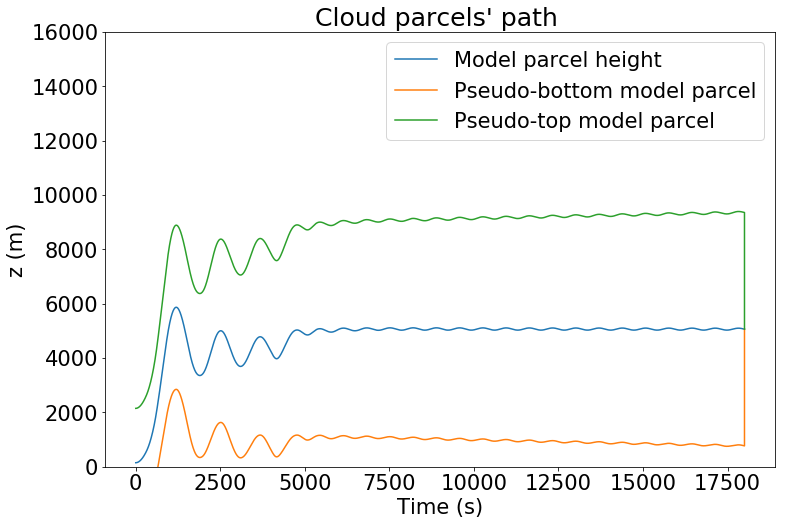 Cloud parcels' path
Model parcel height
Pseudo-bottom model parcel
Pseudo-top model parcel
16000
14000
12000
10000
8000
6000
4000
2000
0
z (m)
0 2500 5000 7500 10000 12500 15000 17500
Time (s)